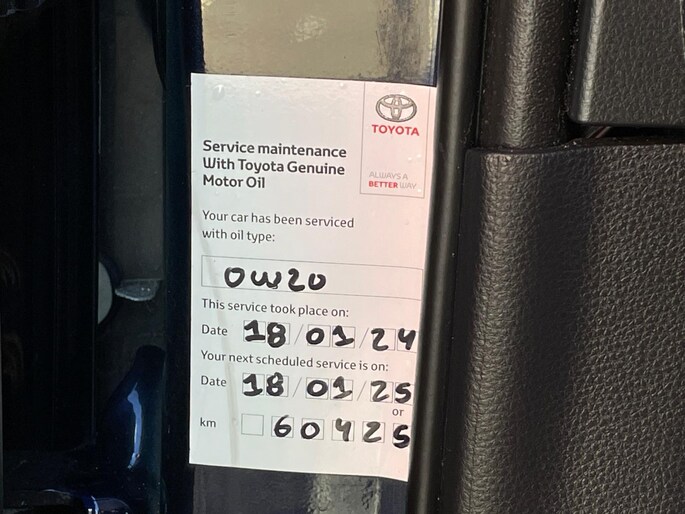 TOYOTA
ALWAYS A
BETTER WAY
Service maintenance
With Toyota Genuine
Motor Oil
Your car has been serviced
with oil type:
0W20
This service took place on:
Date 18/01/24
Your next scheduled service is on:
Date 18/01/25
or
km 60425